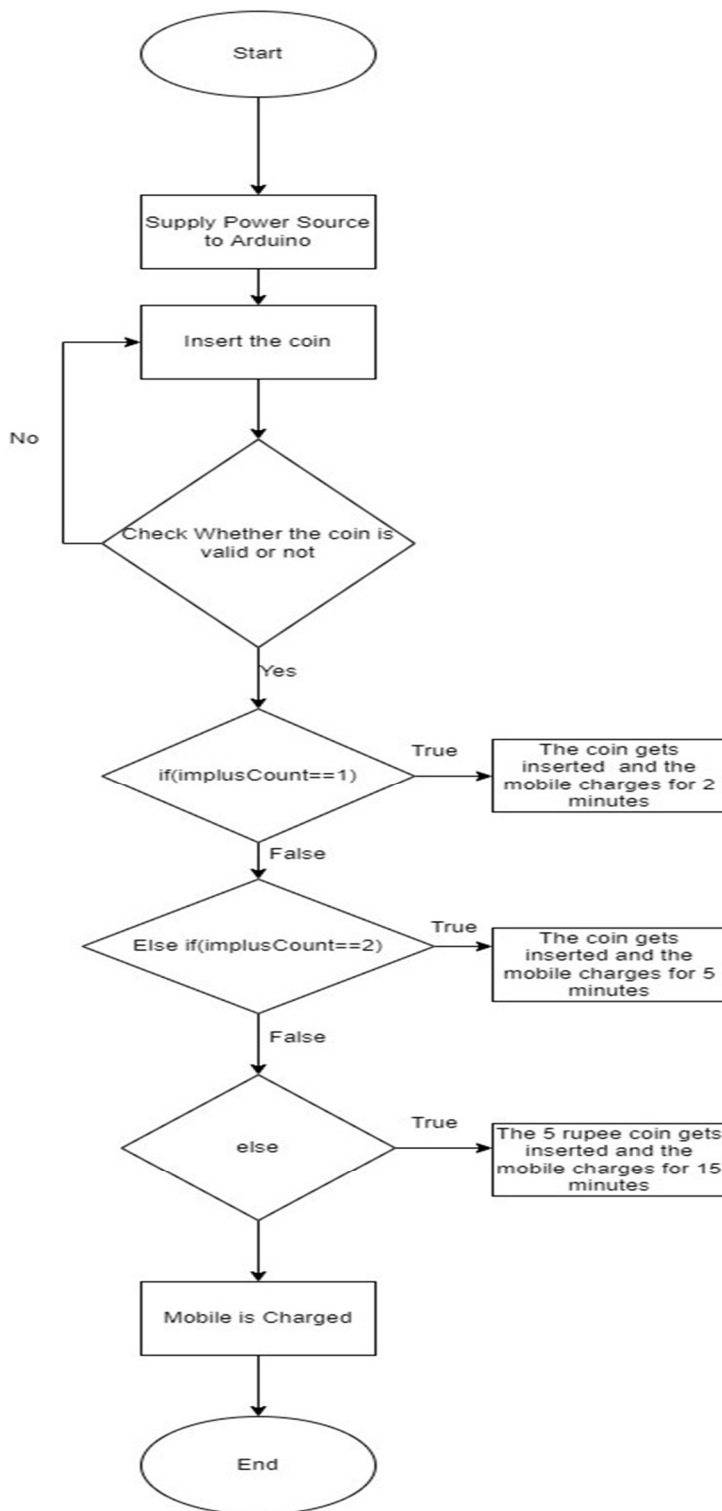 Start
Supply Power Source
to Arduino
Insert the coin
No
Check Whether the coin is
valid or not
Yes
if(implusCount==1)
True
The coin gets
inserted and the
mobile charges for 2
minutes
False
Else if(implusCount==2)
True
The coin gets
inserted and the
mobile charges for 5
minutes
False
else
True
The 5 rupee coin gets
inserted and the
mobile charges for 15
minutes
Mobile is Charged
End